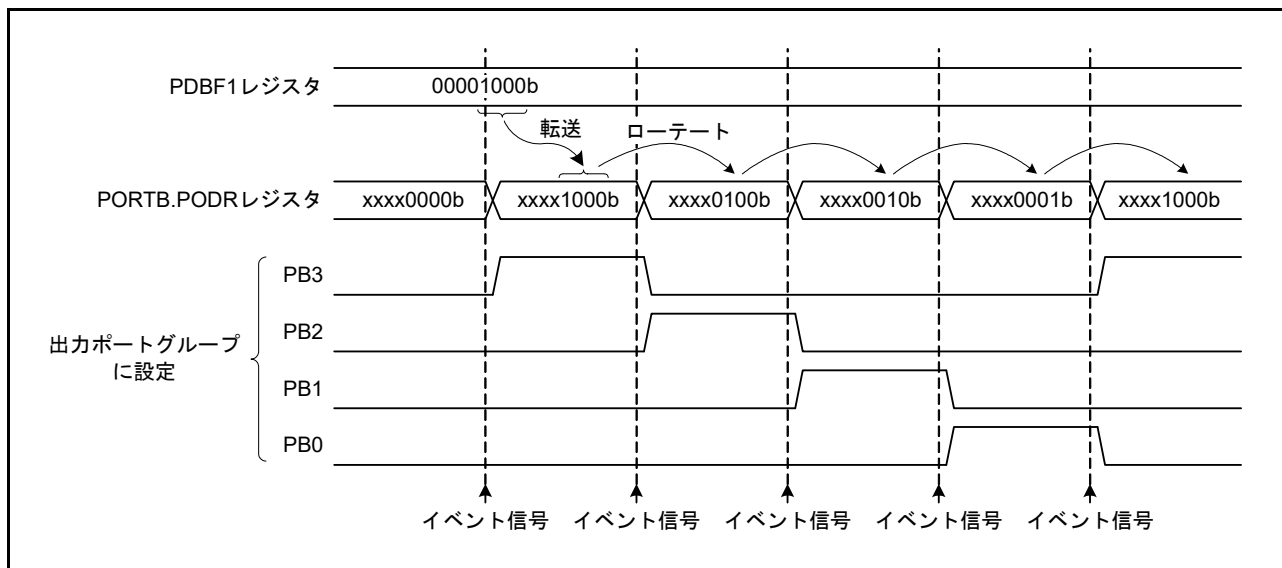 PDBF1レジスタ
00001000b
転送
ローテート
PORTB.PODRレジスタ
xxxx0000b
xxxx1000b
xxxx0100b
xxxx0010b
xxxx0001b
xxxx1000b
出力ポートグループ
に設定
PB3
PB2
PB1
PB0
イベント信号
イベント信号
イベント信号
イベント信号
イベント信号